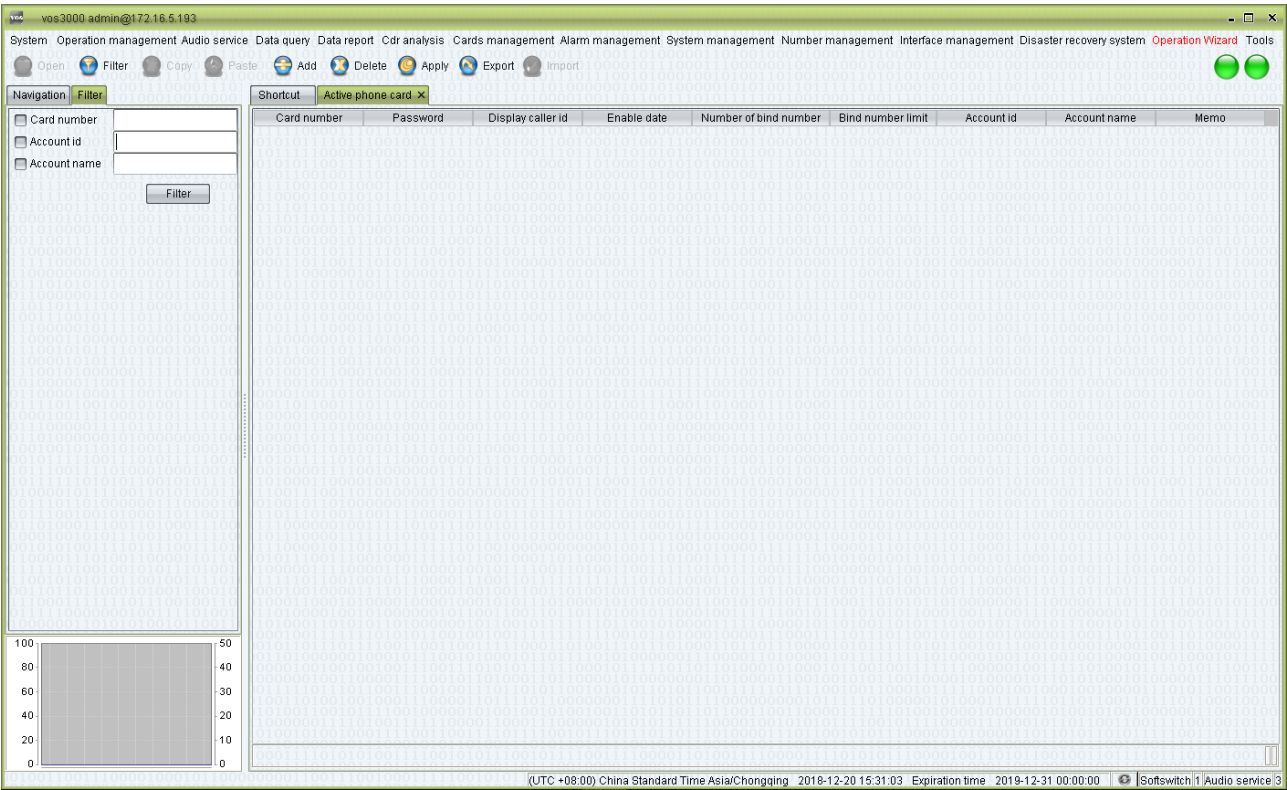 vos vos3000 admin@172.16.5.193
System Operation management Audio service Data query Data report Cdr analysis Cards management Alarm management System management Number management Interface management Disaster recovery system Operation Wizard Tools
Open Filter Copy Paste Add Delete Apply Export Import
Navigation Filter Shortcut Active phone card
Card number Password Display caller id Enable date Number of bind number Bind number limit Account id Account name Memo
Card number
Account id
Account name
Filter
100 50
80 40
60 30
40 20
20 10
0 0
(UTC +08:00) China Standard Time Asia/Chongqing 2018-12-20 15:31:03 Expiration time 2019-12-31 00:00:00 Softswitch 1 Audio service 3